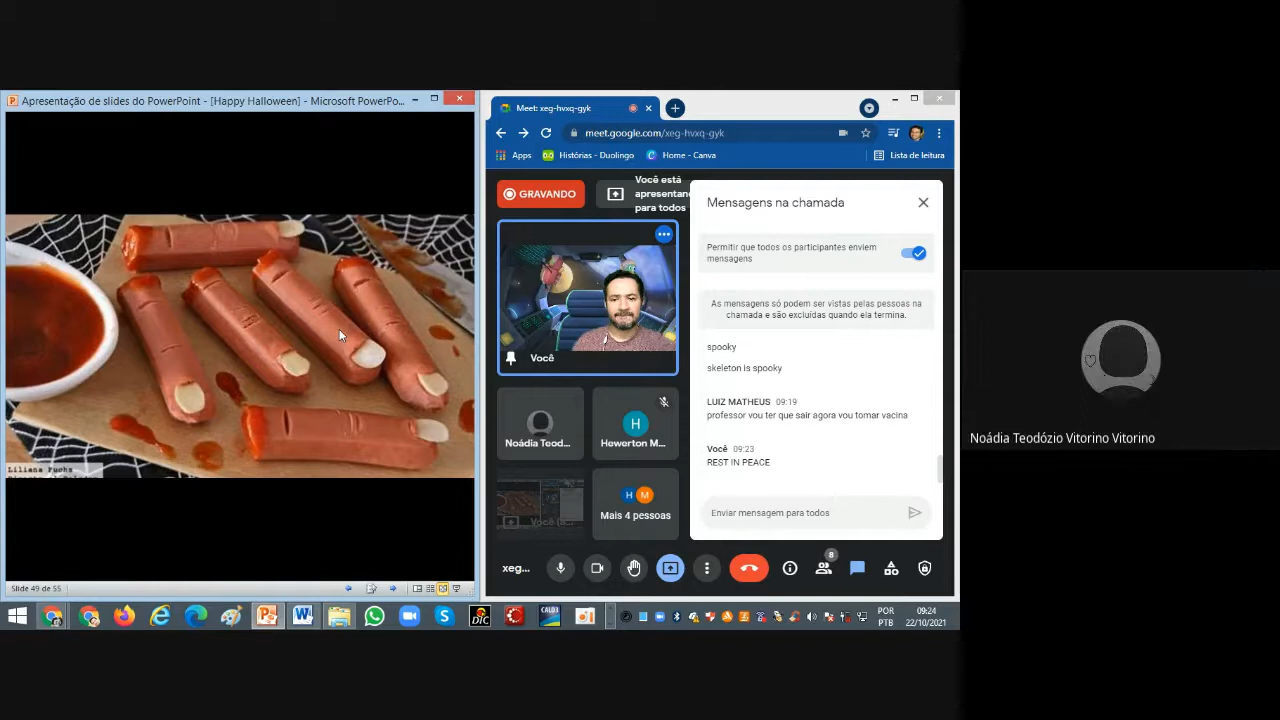 Apresentação de slides do PowerPoint - [Happy Halloween] - Microsoft PowerPo...
Liliana Fuchs
Slide 49 de 55
Meet: xeg-hvxq-gyk
meet.google.com/xeg-hvxq-gyk
Apps
Histórias - Duolingo
Home - Canva
Lista de leitura
GRAVANDO
Você está
apresentando
para todos
Você
Noádia Teod...
Hewerton M...
H
Você (a...
H M
Mais 4 pessoas
Mensagens na chamada
Permitir que todos os participantes enviem
mensagens
As mensagens só podem ser vistas pelas pessoas na
chamada e são excluídas quando ela termina.
spooky
skeleton is spooky
LUIZ MATHEUS 09:19
professor vou ter que sair agora vou tomar vacina
Você 09:23
REST IN PEACE
Enviar mensagem para todos
xeg...
8
DIC
CALD3
POR
PTB
09:24
22/10/2021
Noádia Teodózio Vitorino Vitorino